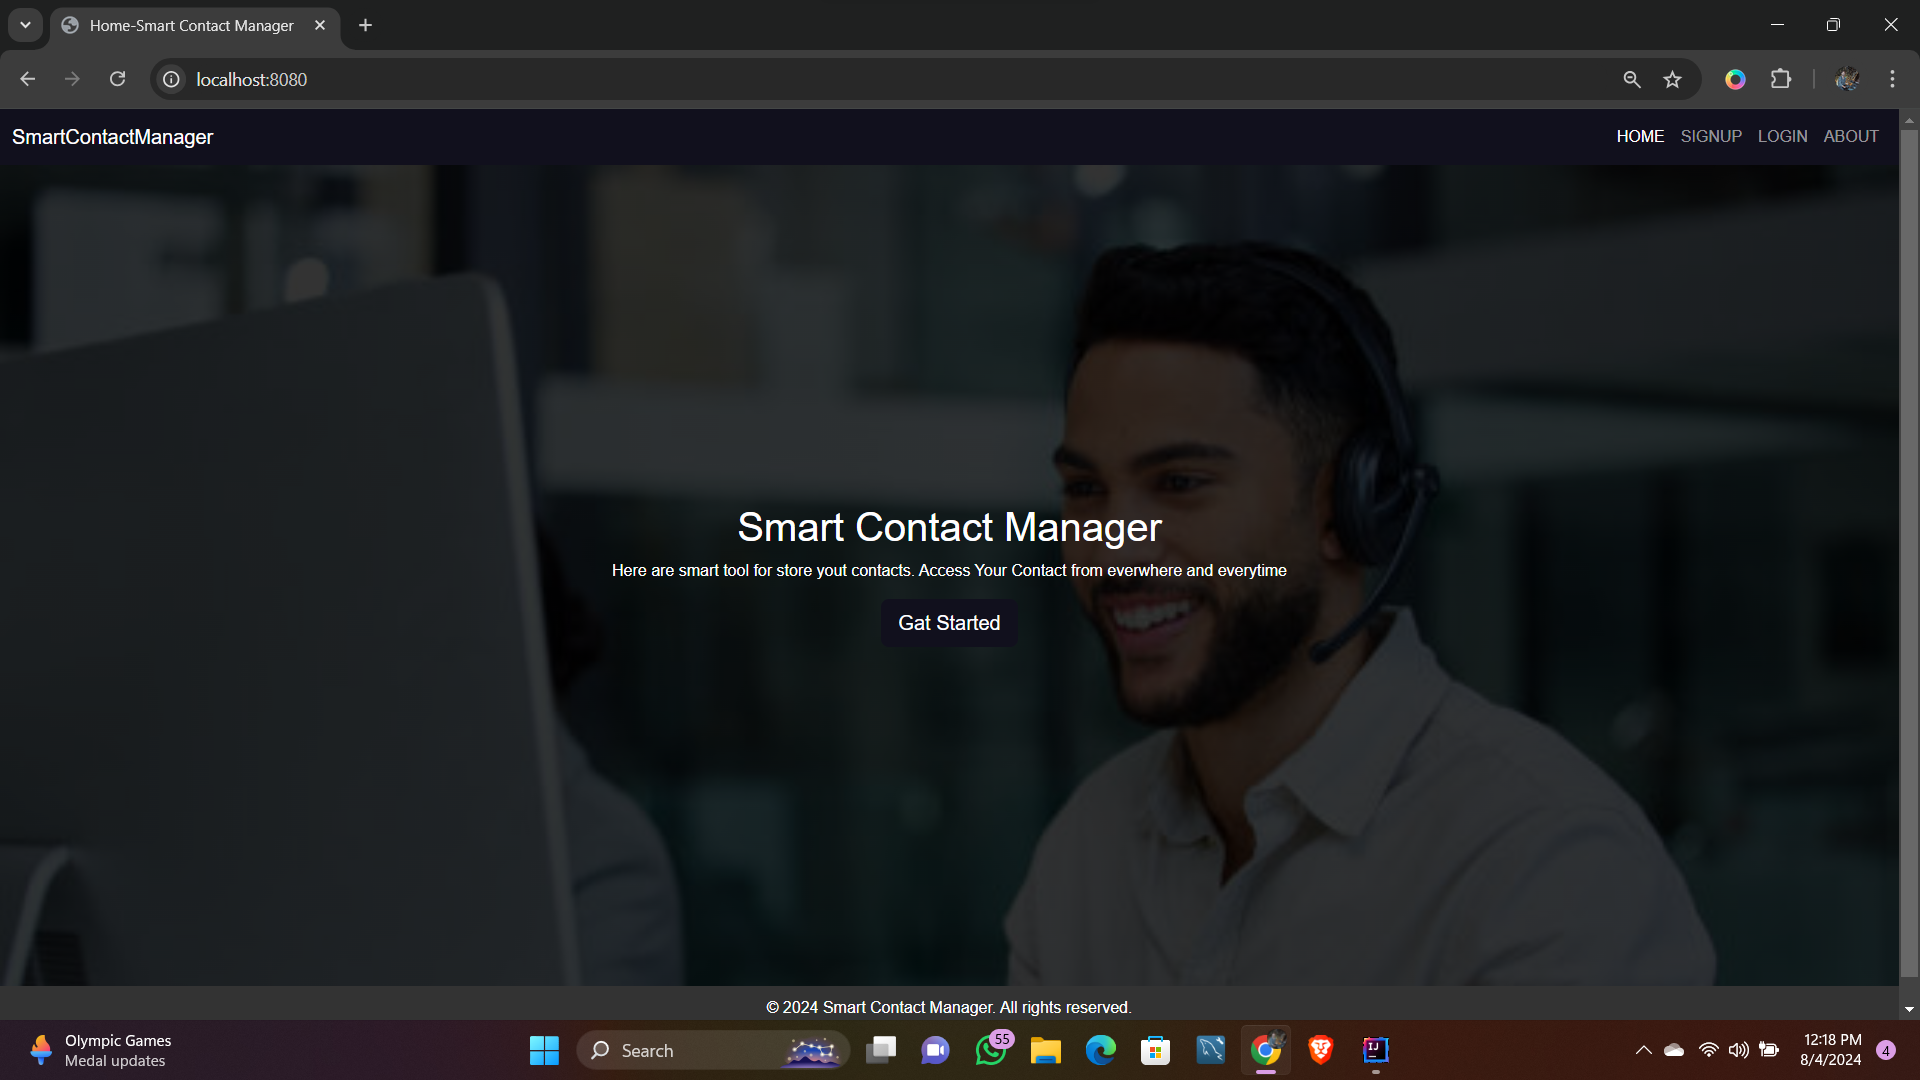 Home-Smart Contact Manager
localhost:8080
SmartContactManager
HOME SIGNUP LOGIN ABOUT
Smart Contact Manager
Here are smart tool for store yout contacts. Access Your Contact from everwhere and everytime
Gat Started
© 2024 Smart Contact Manager. All rights reserved.
Olympic Games
Medal updates
Search
55
IJ
12:18 PM
8/4/2024
4